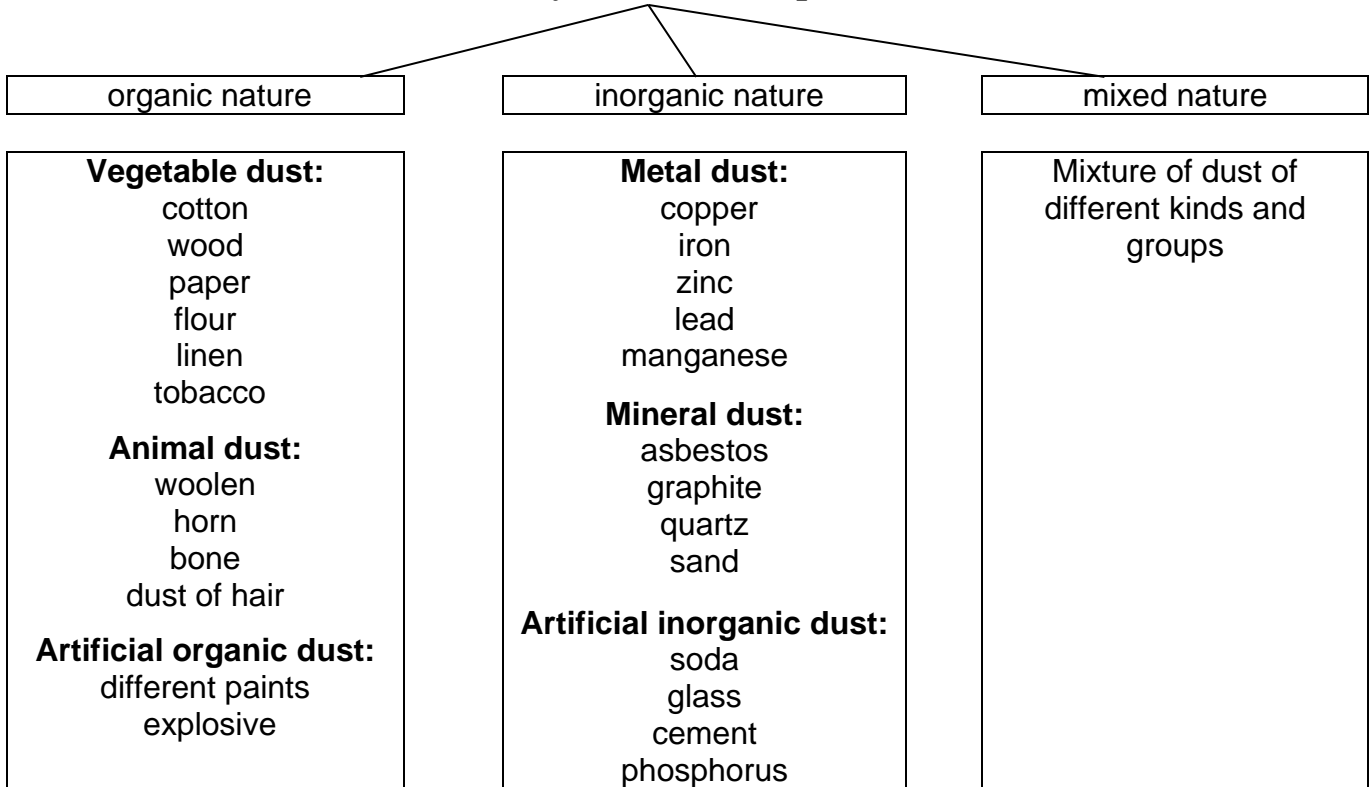 organic nature
inorganic nature
mixed nature
Vegetable dust:
cotton
wood
paper
flour
linen
tobacco
Animal dust:
woolen
horn
bone
dust of hair
Artificial organic dust:
different paints
explosive
Metal dust:
copper
iron
zinc
lead
manganese
Mineral dust:
asbestos
graphite
quartz
sand
Artificial inorganic dust:
soda
glass
cement
phosphorus
Mixture of dust of
different kinds and
groups